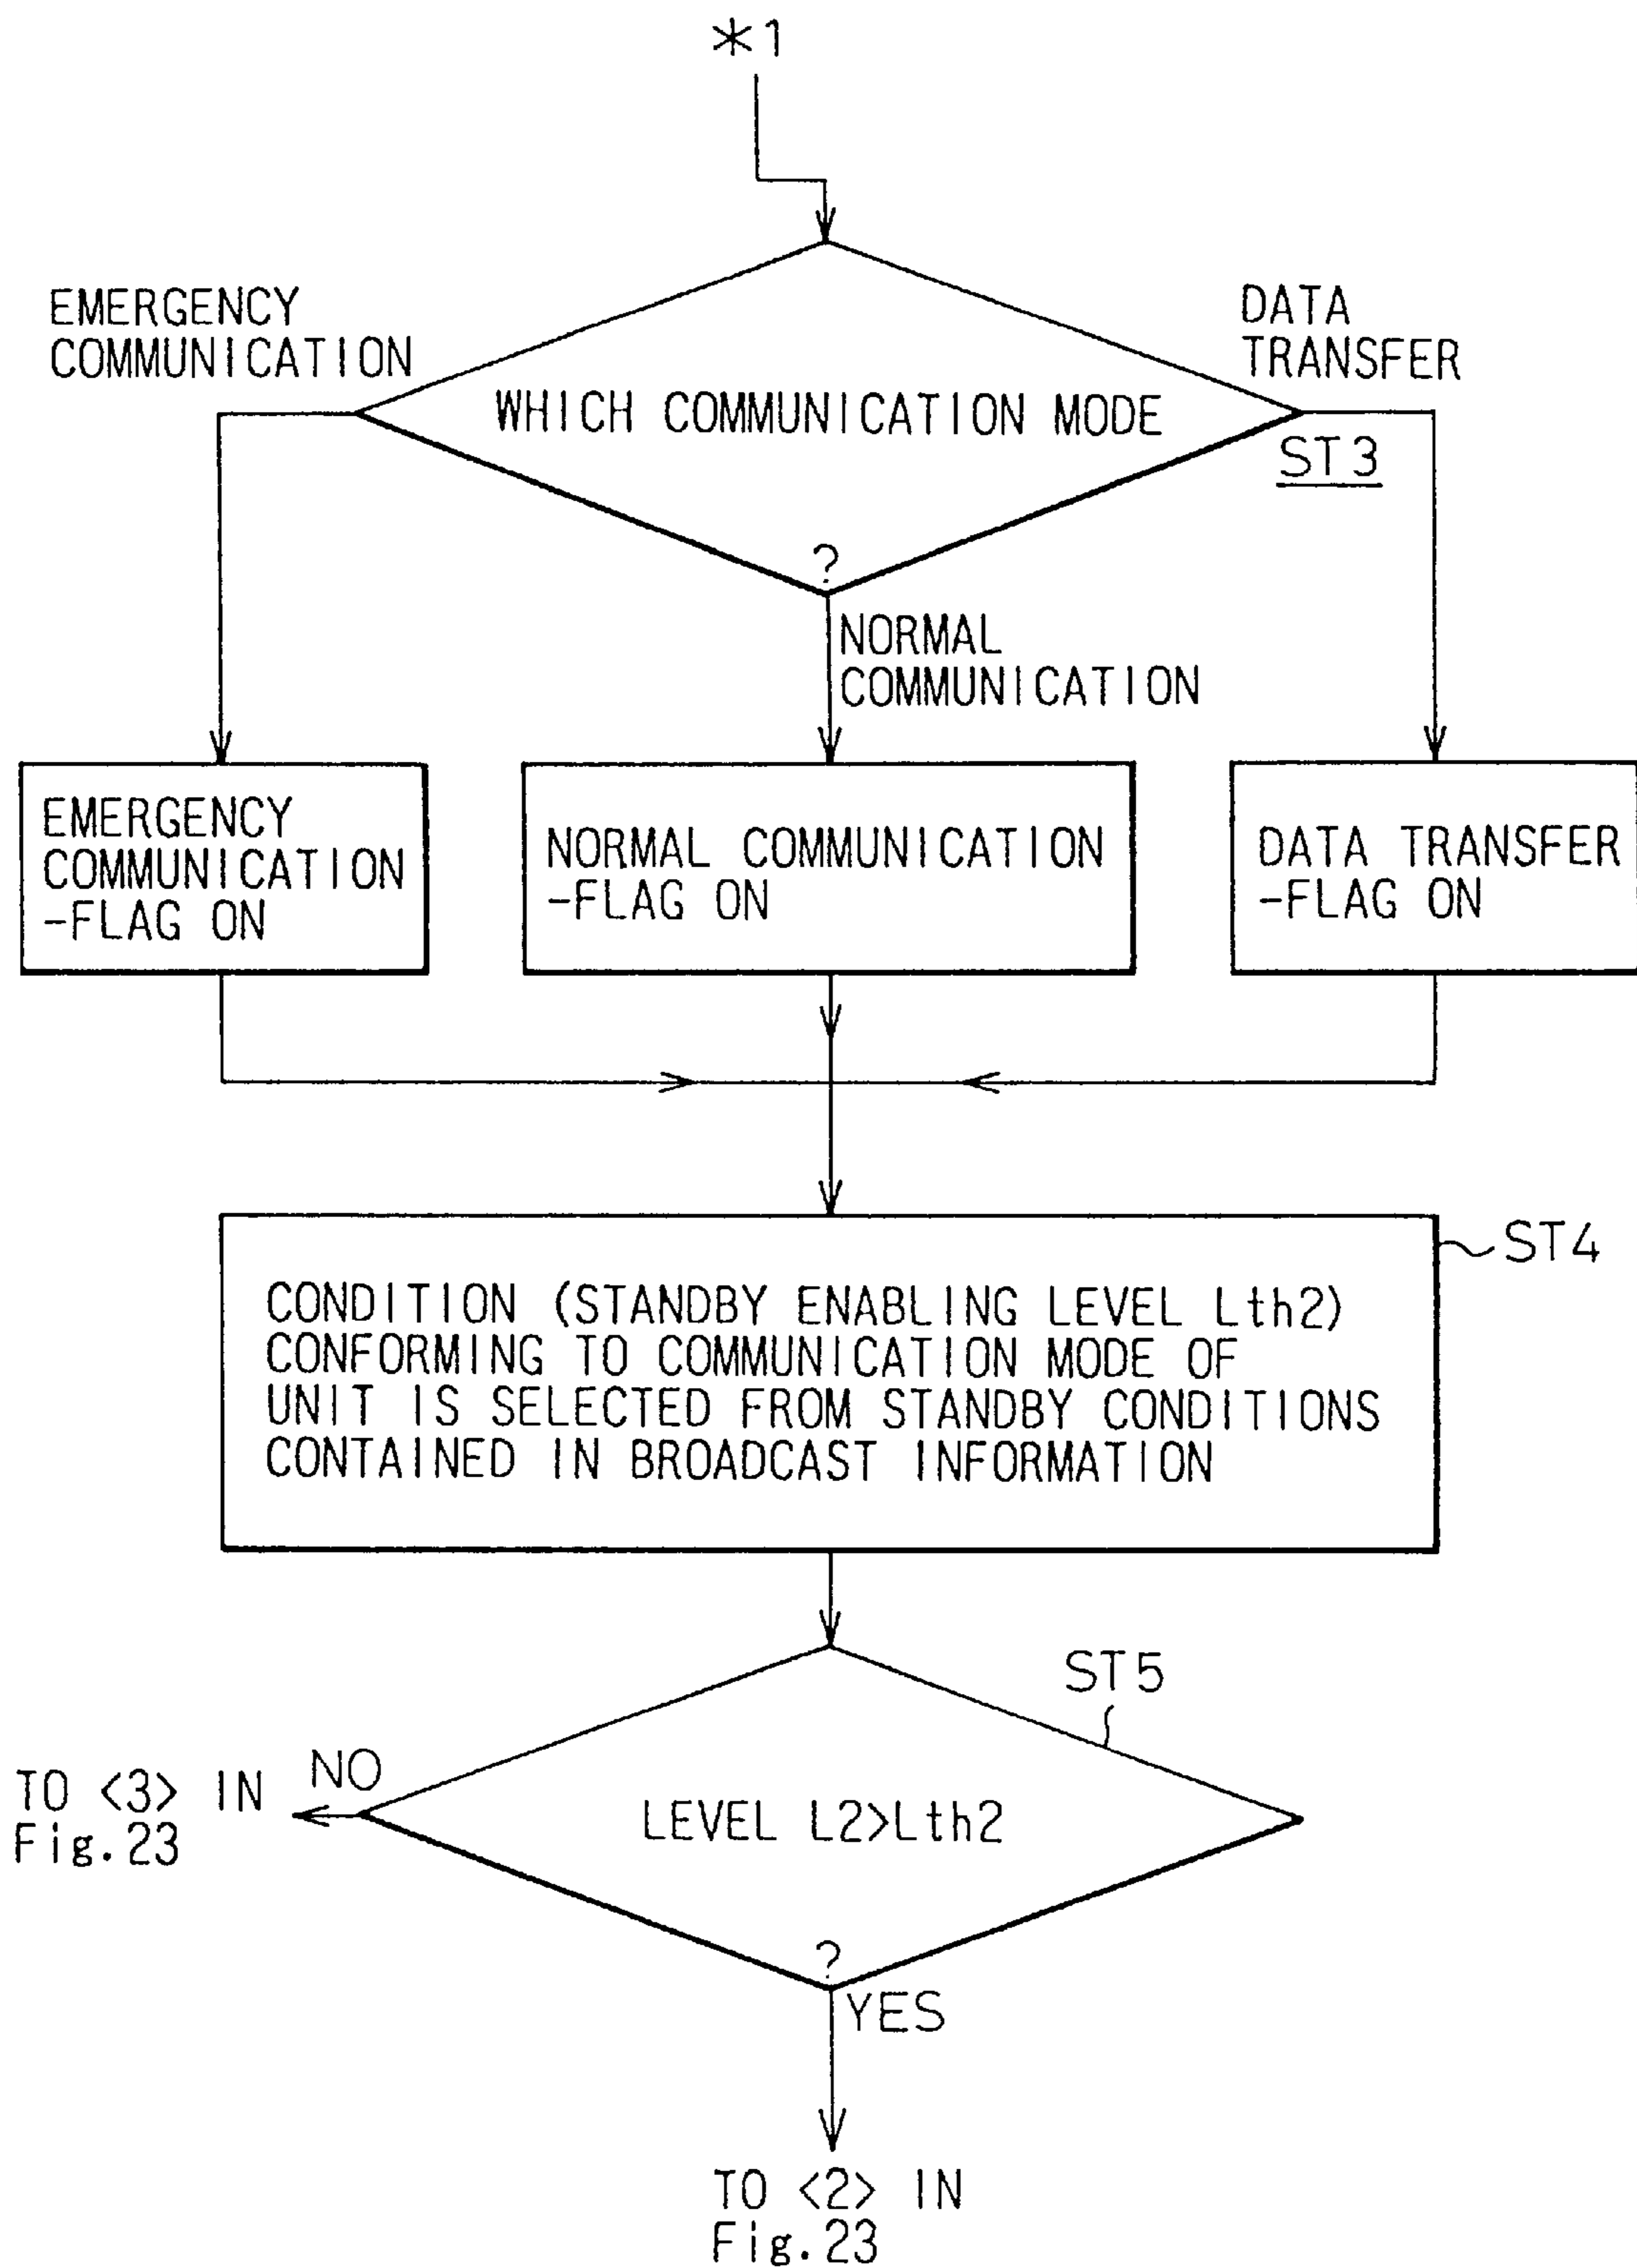 *1
EMERGENCY
COMMUNICATION
DATA
TRANSFER
WHICH COMMUNICATION MODE
ST3
?
NORMAL
COMMUNICATION
EMERGENCY
COMMUNICATION
-FLAG ON
NORMAL COMMUNICATION
-FLAG ON
DATA TRANSFER
-FLAG ON
ST4
CONDITION (STANDBY ENABLING LEVEL Lth2)
CONFORMING TO COMMUNICATION MODE OF
UNIT IS SELECTED FROM STANDBY CONDITIONS
CONTAINED IN BROADCAST INFORMATION
ST5
NO
TO <3> IN
Fig.23
LEVEL L2>Lth2
?
YES
TO <2> IN
Fig.23